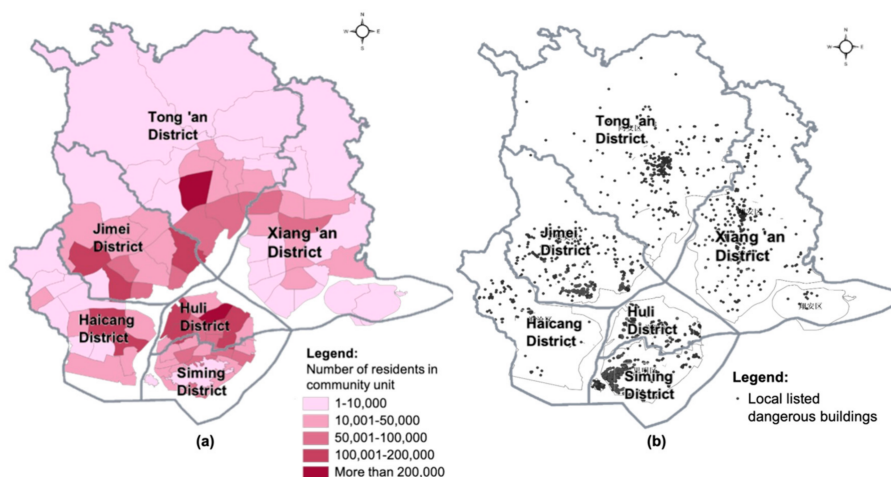 N
W
E
S
Tong 'an
District
Jimei
District
Xiang 'an
District
Haicang
District
Huli
District
Siming
District
(a)
Legend:
Number of residents in
community unit
1-10,000
10,001-50,000
50,001-100,000
100,001-200,000
More than 200,000
N
W
E
S
Tong 'an
District
Jimei
District
Xiang 'an
District
Haicang
District
Huli
District
Siming
District
(b)
Legend:
Local listed
dangerous buildings